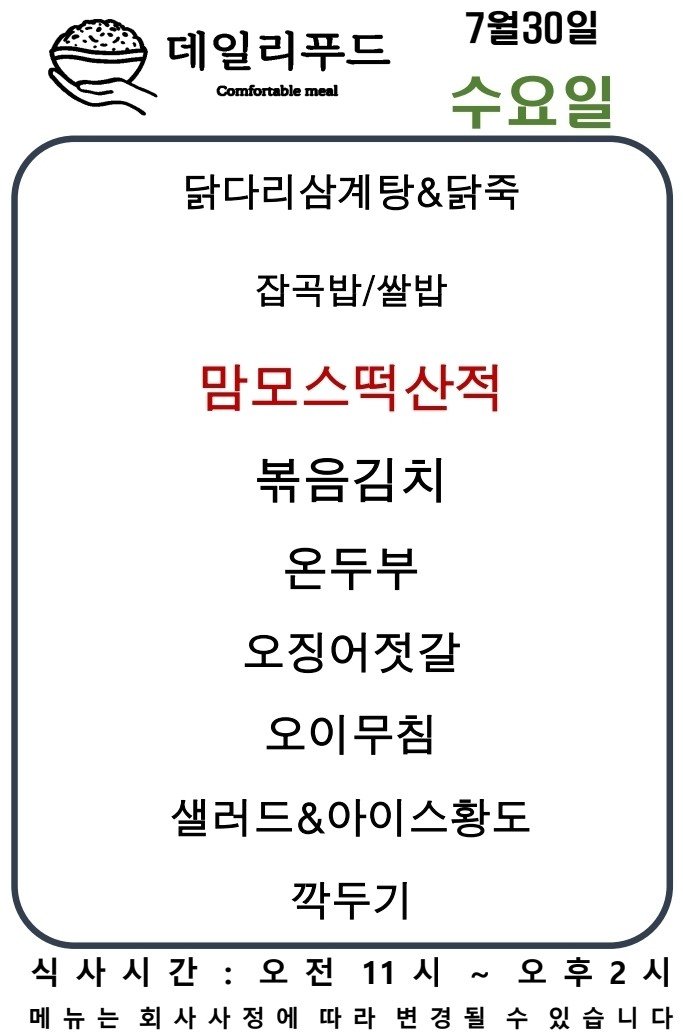 데일리푸드
Comfortable meal
7월30일
수요일
닭다리삼계탕&닭죽
잡곡밥/쌀밥
맘모스떡산적
볶음김치
온두부
오징어젓갈
오이무침
샐러드&아이스황도
깍두기
식사시간 : 오전 11시 ~ 오후2시
메뉴는 회사사정에 따라 변경될 수 있습니다